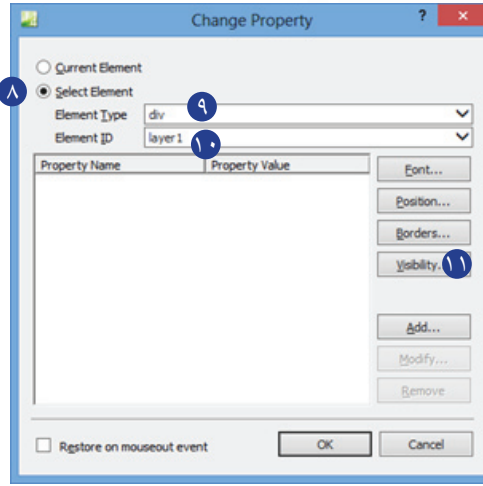 Change Property
? ×
Current Element
٨ Select Element
Element Type div ٩
Element ID layer1 ١٠
Property Name Property Value
Font...
Position...
Borders...
Visibility. ١١
Add...
Modify...
Remove
Restore on mouseout event OK Cancel